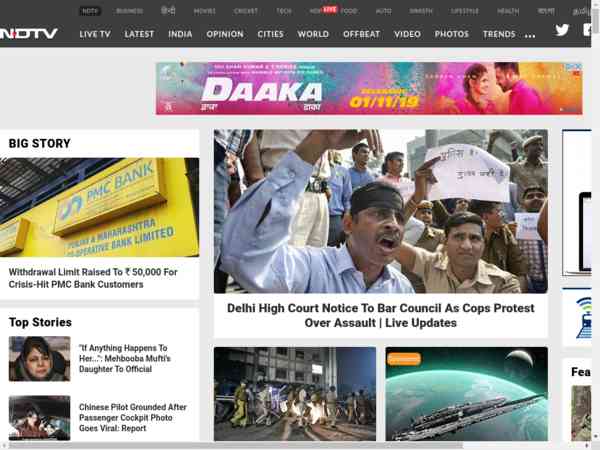 NDTV BUSINESS हिन्दी MOVIES CRICKET TECH HOP LIVE FOOD AUTO SWASTH LIFESTYLE HEALTH বাংলা தமிழ்
NDTV LIVE TV LATEST INDIA OPINION CITIES WORLD OFFBEAT VIDEO PHOTOS TRENDS ...
DAAKA
ਡਾਕਾ
डाका
RELEASING
01/11/19
BIG STORY
PMC BANK
PUNJAB & MAHARASHTRA
CO-OPERATIVE BANK LIMITED
Withdrawal Limit Raised To ₹ 50,000 For
Crisis-Hit PMC Bank Customers
Delhi High Court Notice To Bar Council As Cops Protest
Over Assault | Live Updates
Top Stories
"If Anything Happens To
Her...": Mehbooba Mufti's
Daughter To Official
Chinese Pilot Grounded After
Passenger Cockpit Photo
Goes Viral: Report
Sponsored
Fea